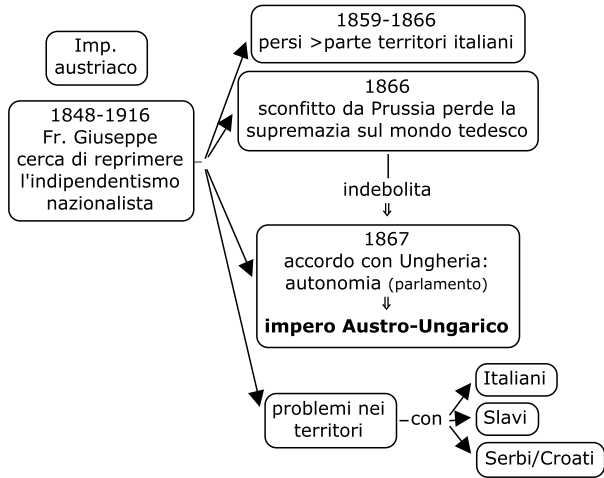 Imp.
austriaco
1848-1916
Fr. Giuseppe
cerca di reprimere
l'indipendentismo
nazionalista
1859-1866
persi >parte territori italiani
1866
sconfitto da Prussia perde la
supremazia sul mondo tedesco
indebolita
⇓
1867
accordo con Ungheria:
autonomia (parlamento)
⇓
impero Austro-Ungarico
problemi nei
territori
con
Italiani
Slavi
Serbi/Croati